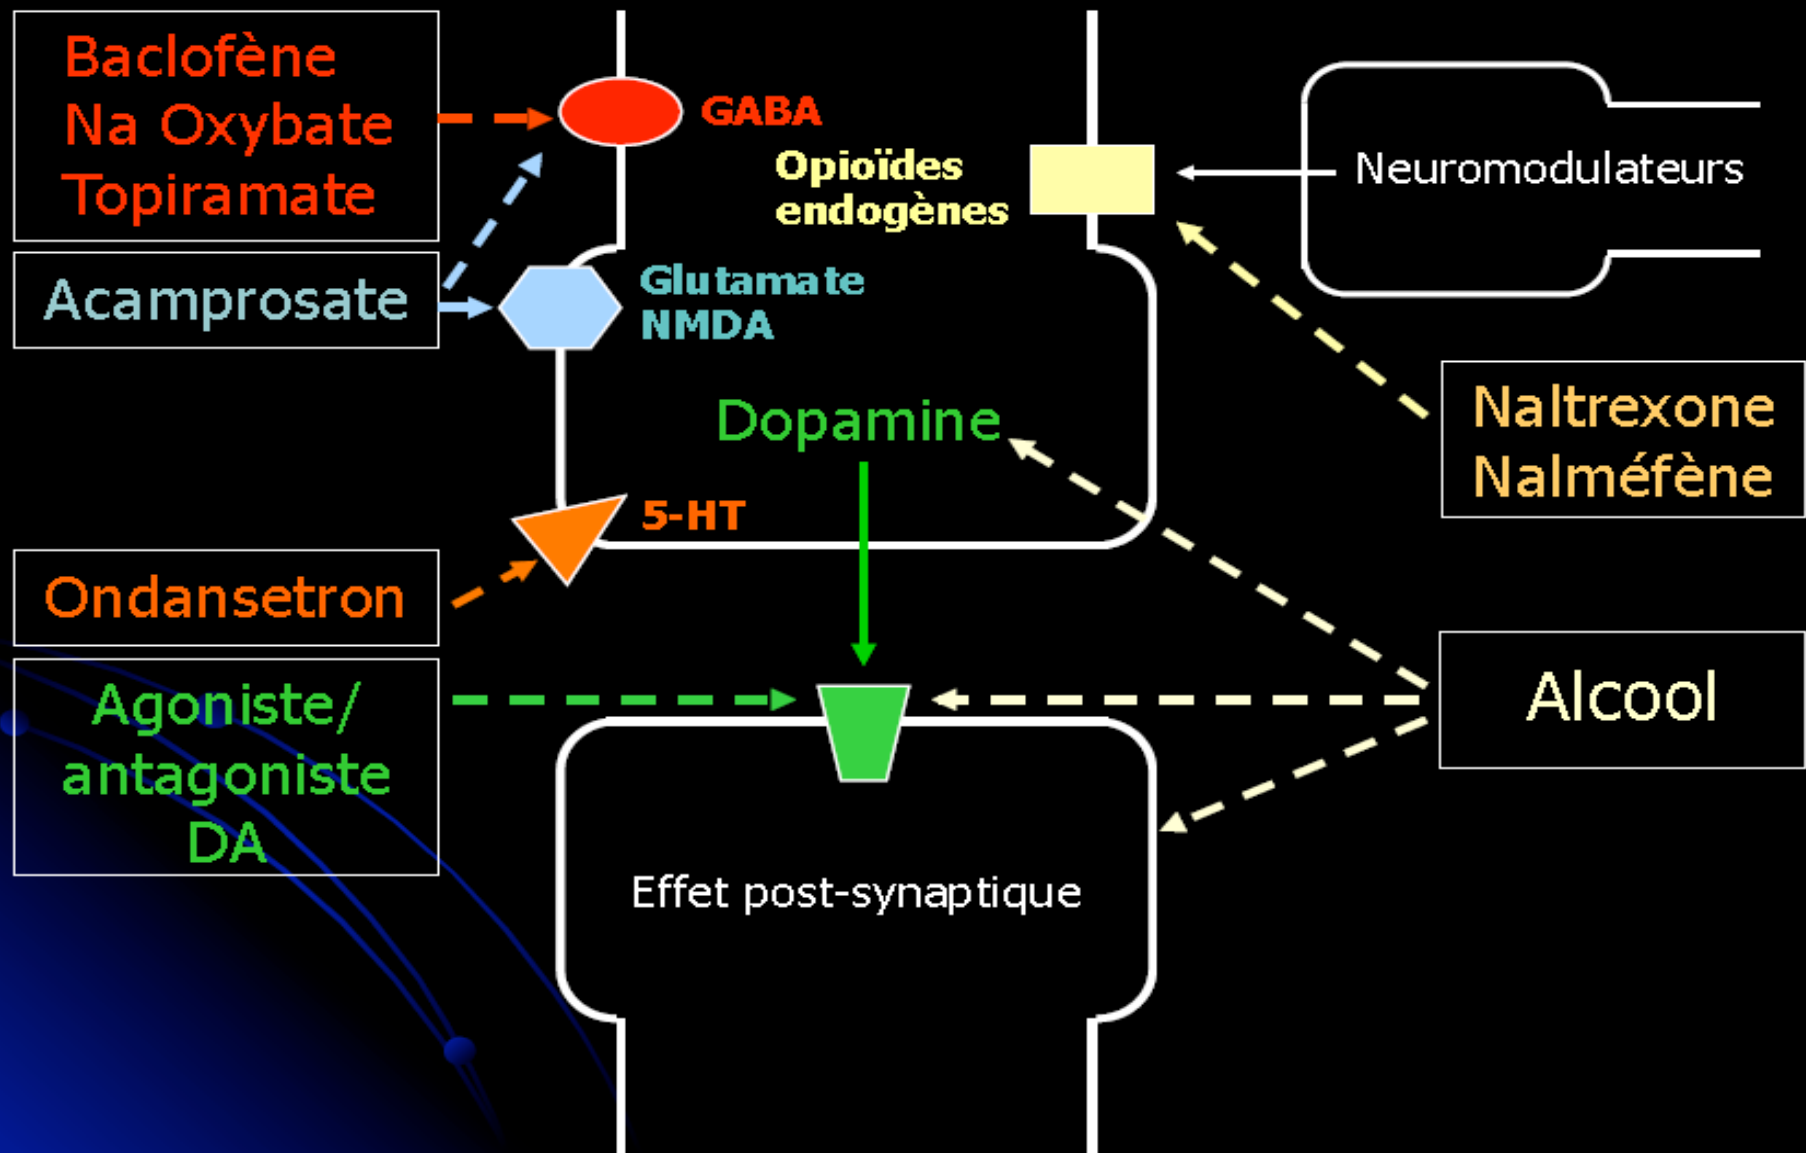 Baclofène
Na Oxybate
Topiramate
Acamprosate
Ondansetron
Agoniste/
antagoniste
DA
GABA
Opioïdes
endogènes
Glutamate
NMDA
Dopamine
5-HT
Effet post-synaptique
Neuromodulateurs
Naltrexone
Nalméfène
Alcool